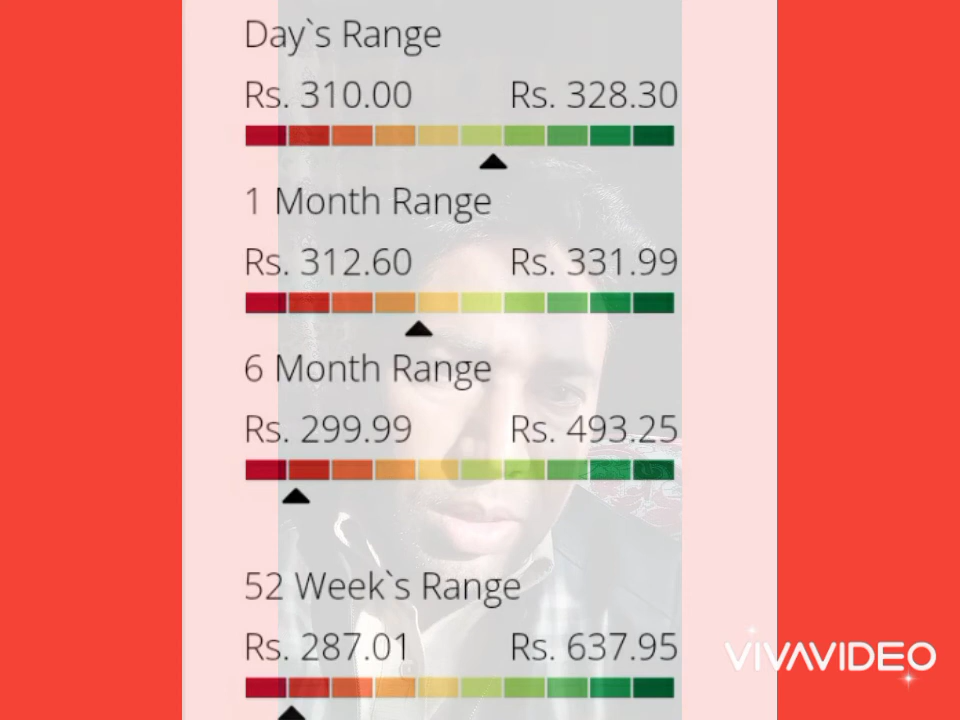 Day`s Range
Rs. 310.00 Rs. 328.30
1 Month Range
Rs. 312.60 Rs. 331.99
6 Month Range
Rs. 299.99 Rs. 493.25
52 Week`s Range
Rs. 287.01 Rs. 637.95
VIVAVIDEO